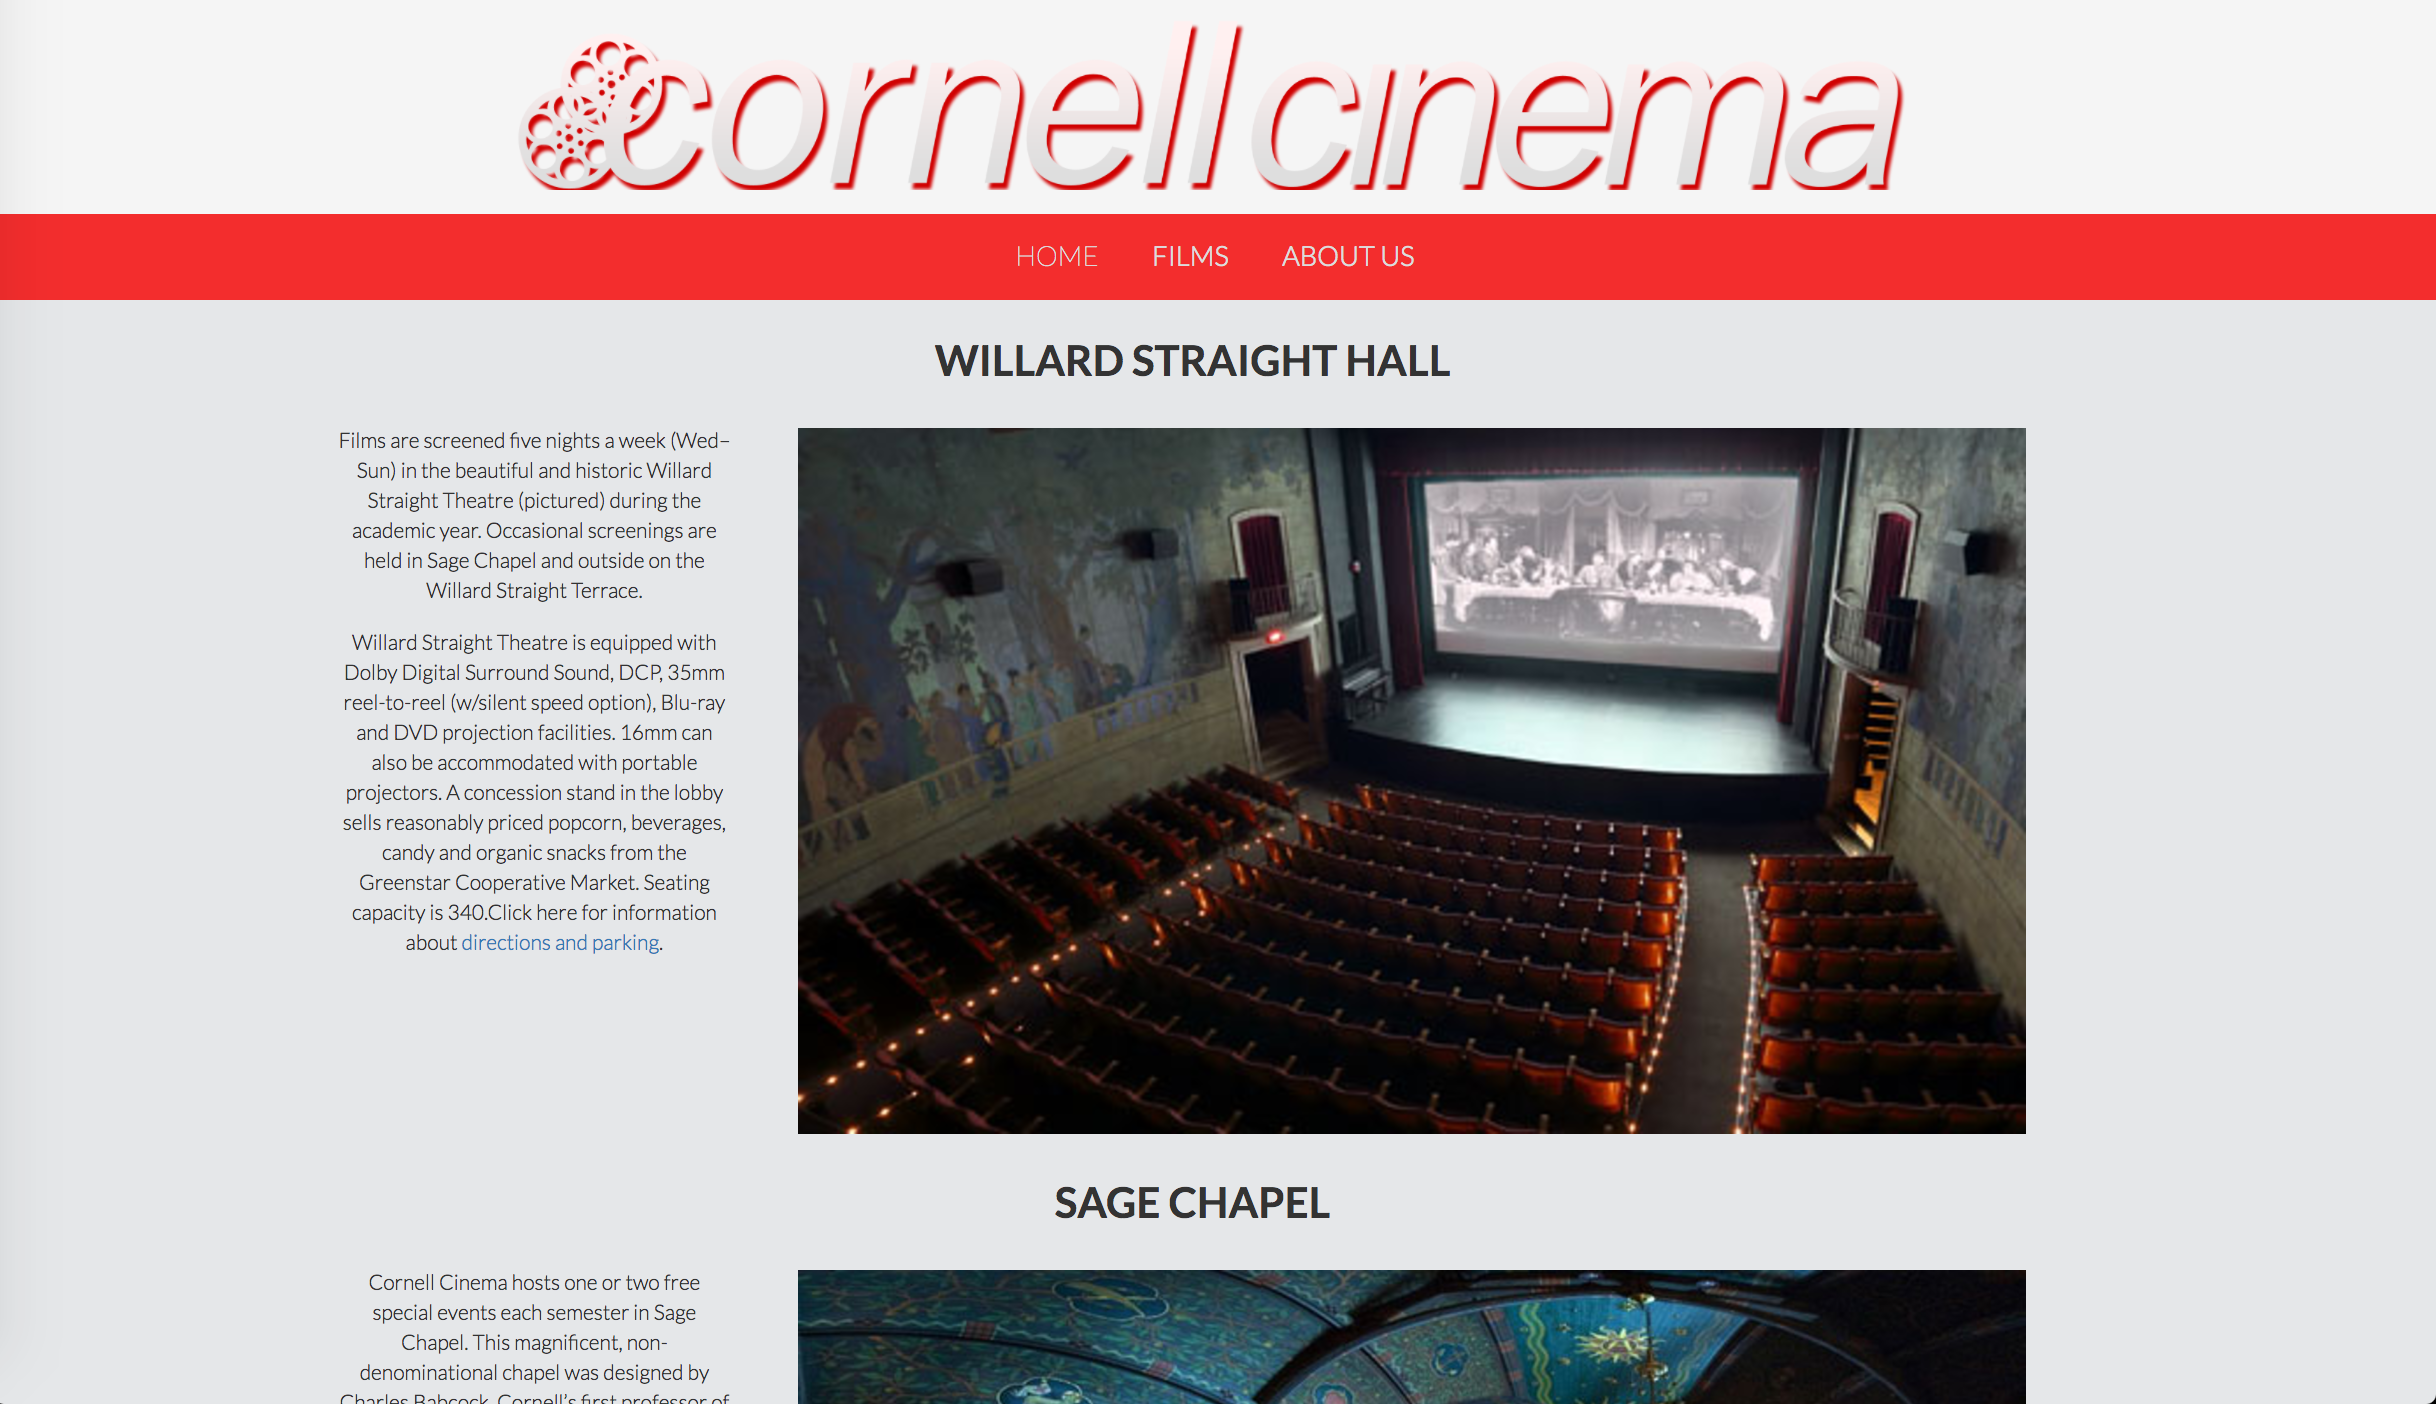 cornell cinema
HOME FILMS ABOUT US
WILLARD STRAIGHT HALL
Films are screened five nights a week (Wed–
Sun) in the beautiful and historic Willard
Straight Theatre (pictured) during the
academic year. Occasional screenings are
held in Sage Chapel and outside on the
Willard Straight Terrace.
Willard Straight Theatre is equipped with
Dolby Digital Surround Sound, DCP, 35mm
reel-to-reel (w/silent speed option), Blu-ray
and DVD projection facilities. 16mm can
also be accommodated with portable
projectors. A concession stand in the lobby
sells reasonably priced popcorn, beverages,
candy and organic snacks from the
Greenstar Cooperative Market. Seating
capacity is 340.Click here for information
about directions and parking.
SAGE CHAPEL
Cornell Cinema hosts one or two free
special events each semester in Sage
Chapel. This magnificent, non-
denominational chapel was designed by
Charles Babcock, Cornell's first professor of